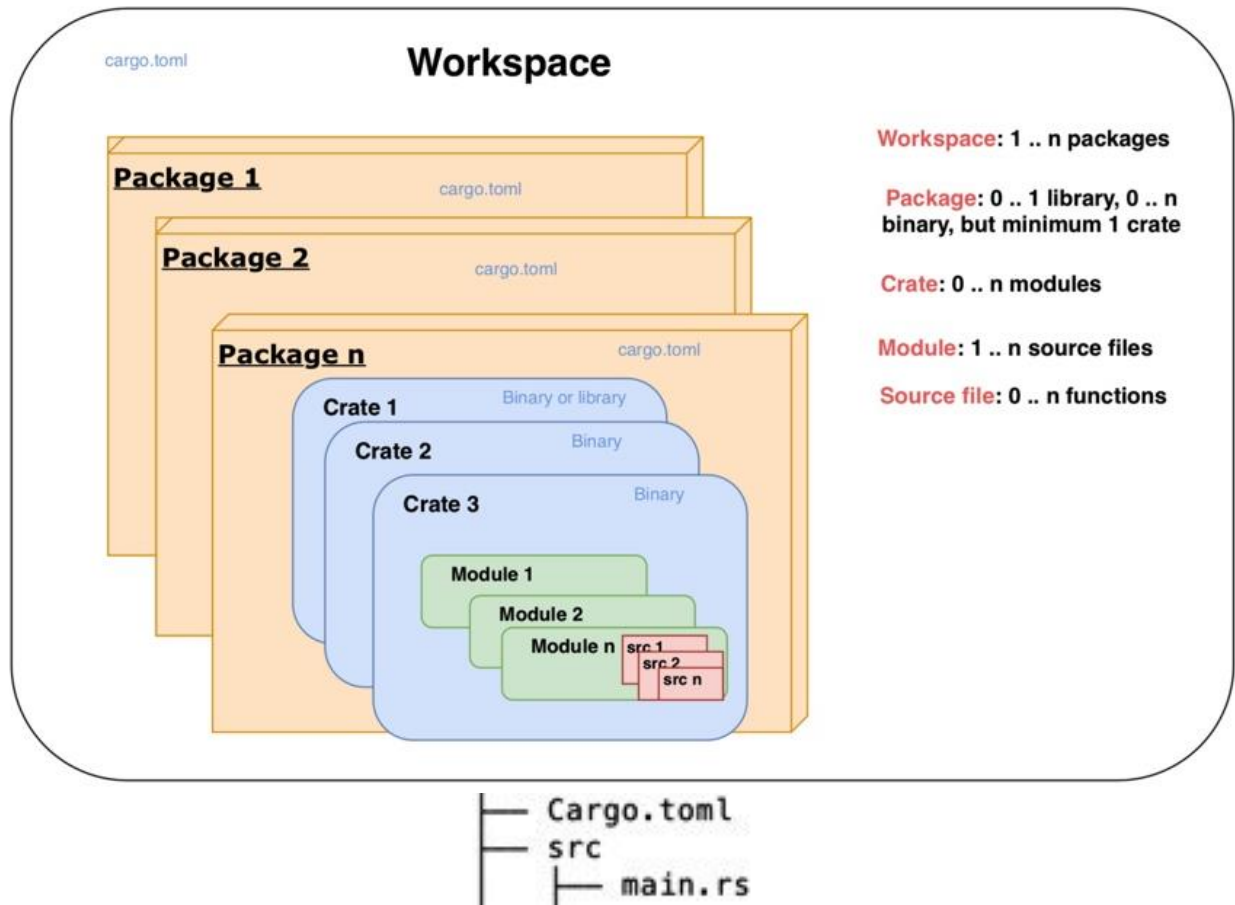 cargo.toml
Workspace
Package 1
cargo.toml
Package 2
cargo.toml
Package n
cargo.toml
Crate 1
Binary or library
Crate 2
Binary
Crate 3
Binary
Module 1
Module 2
Module n
src 1
src 2
src n
Workspace: 1 .. n packages
Package: 0 .. 1 library, 0 .. n
binary, but minimum 1 crate
Crate: 0 .. n modules
Module: 1 .. n source files
Source file: 0 .. n functions
Cargo.toml
src
main.rs